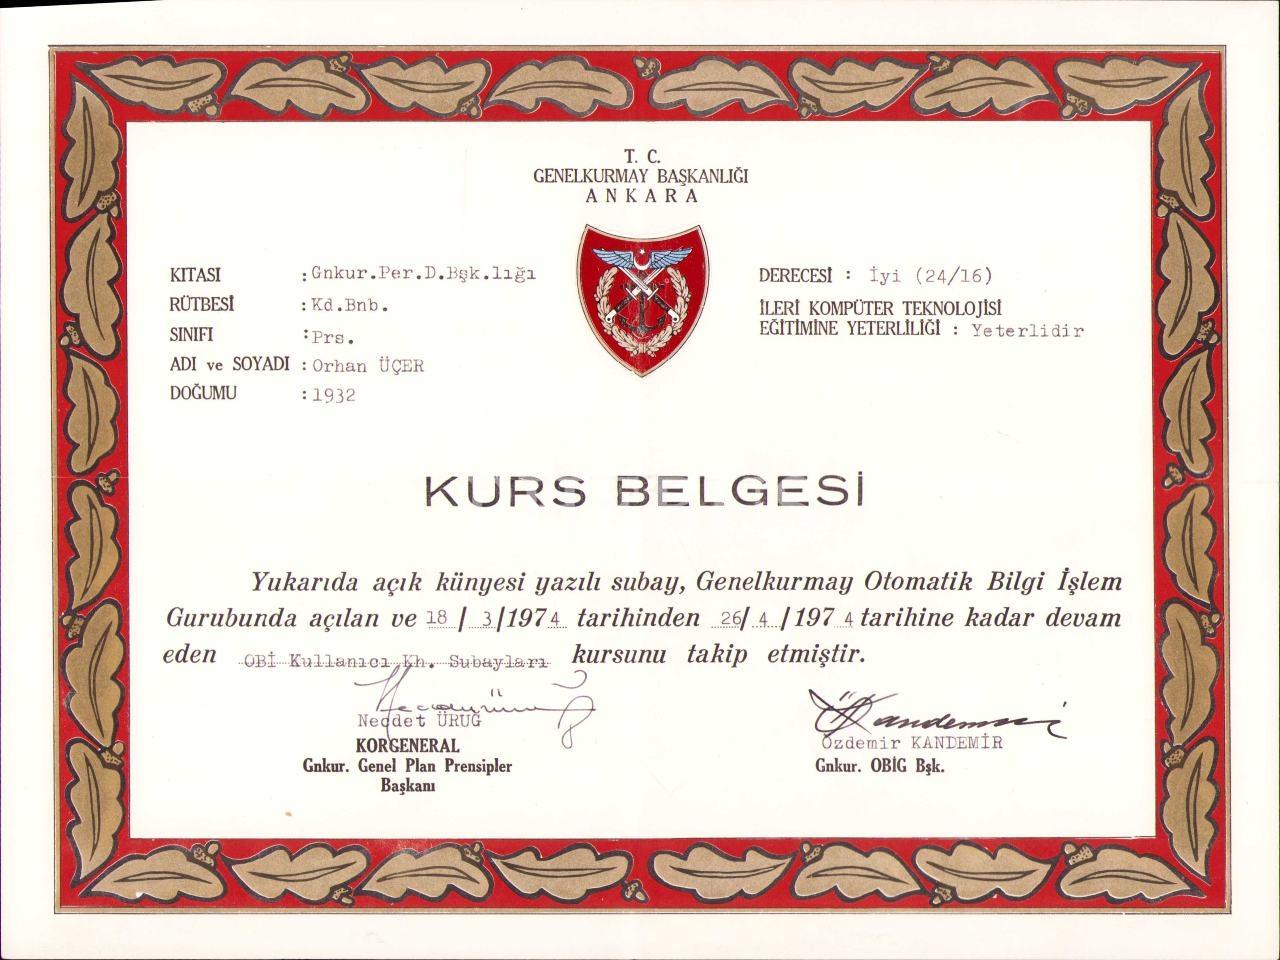 T. C.
GENELKURMAY BAŞKANLIĞI
ANKARA
KITASI : Gnkur.Per.D.Bşk.lığı
RÜTBESİ : Kd.Bnb.
SINIFI : Prs.
ADI ve SOYADI : Orhan ÜÇER
DOĞUMU : 1932
DERECESİ : İyi (24/16)
İLERİ KOMPÜTER TEKNOLOJİSİ
EĞİTİMİNE YETERLİLİĞİ : Yeterlidir
KURS BELGESİ
Yukarıda açık künyesi yazılı subay, Genelkurmay Otomatik Bilgi İşlem
Gurubunda açılan ve 18/ 3/1974 tarihinden 26/ 4/1974 tarihine kadar devam
eden OBİ Kullanıcı Kh. Subayları kursunu takip etmiştir.
Necdet ÜRUĞ
KORGENERAL
Gnkur. Genel Plan Prensipler
Başkanı
Özdemir KANDEMİR
Gnkur. OBİG Bşk.